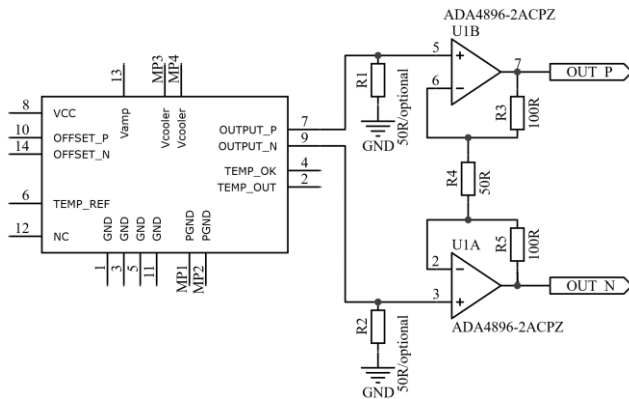 ADA4896-2ACPZ
U1B
MP3
MP4
13
5
7
OUT_P
6
R1
50R/optional
R3
100R
8
VCC
Vamp
Vcooler
Vcooler
10
OFFSET_P
OUTPUT_P
7
14
OFFSET_N
OUTPUT_N
9
GND
TEMP_OK
4
R4
50R
TEMP_OUT
2
6
TEMP_REF
12
NC
GND
GND
GND
GND
PGND
PGND
U1A
R5
100R
1
3
5
11
MP1
MP2
2
3
1
OUT_N
R2
50R/optional
ADA4896-2ACPZ
GND